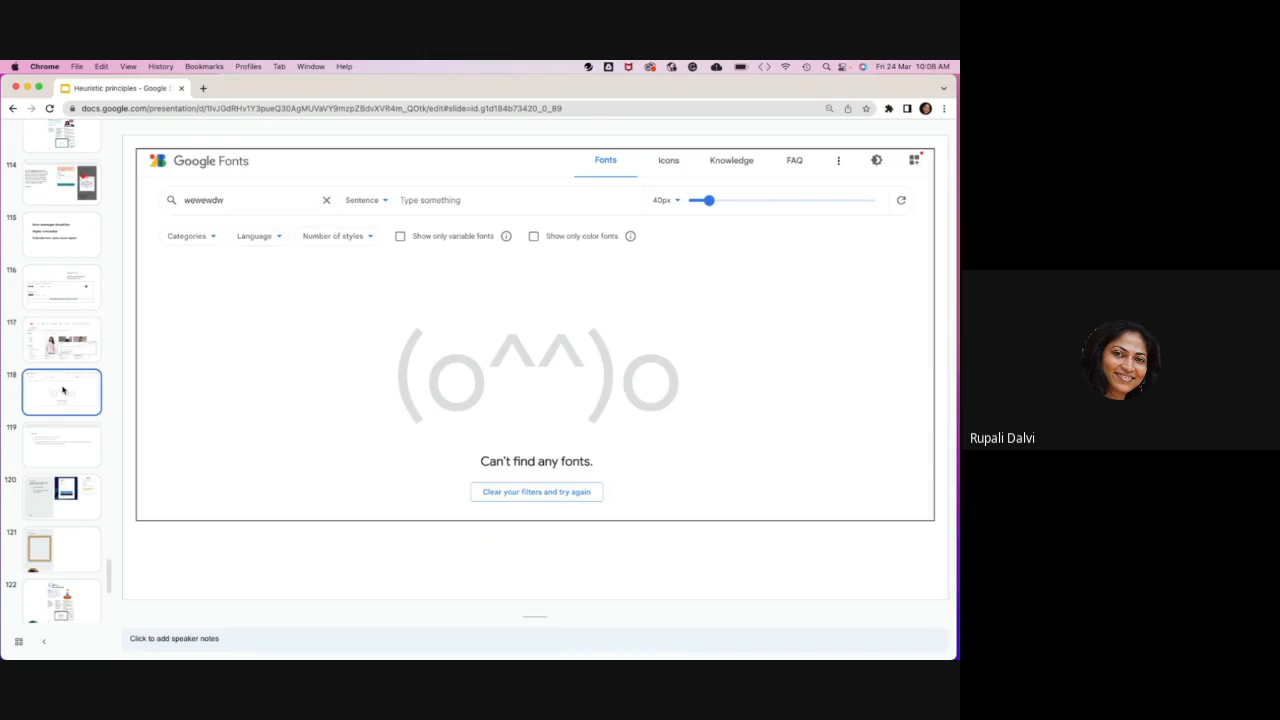 Chrome File Edit View History Bookmarks Profiles Tab Window Help Fri 24 Mar 10:08 AM
Heuristic principles - Google
docs.google.com/presentation/d/1IvJGdRHv1Y3pueQ30AgMUVaVY9mzpZBdvXVR4m_QOtk/edit#slide=id.g1d184b73420_0_89
114
115
116
117
118
119
120
121
122
Google Fonts Fonts Icons Knowledge FAQ
wewewdw Sentence Type something 40px
Categories Language Number of styles Show only variable fonts Show only color fonts
(o^^)o
Can't find any fonts.
Clear your filters and try again
Click to add speaker notes
Rupali Dalvi